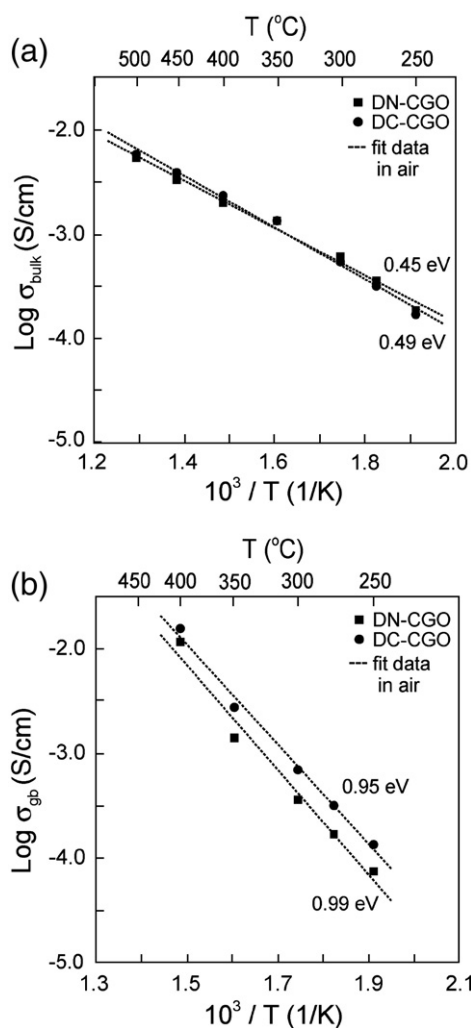 (a)
T (°C)
500 450 400 350 300 250
■ DN-CGO
● DC-CGO
fit data
in air
-2.0
-3.0
-4.0
-5.0
Log σbulk (S/cm)
0.45 eV
0.49 eV
1.2 1.4 1.6 1.8 2.0
10³ / T (1/K)
(b)
T (°C)
450 400 350 300 250
■ DN-CGO
● DC-CGO
fit data
in air
-2.0
-3.0
-4.0
-5.0
Log σgb (S/cm)
0.95 eV
0.99 eV
1.3 1.5 1.7 1.9 2.1
10³ / T (1/K)